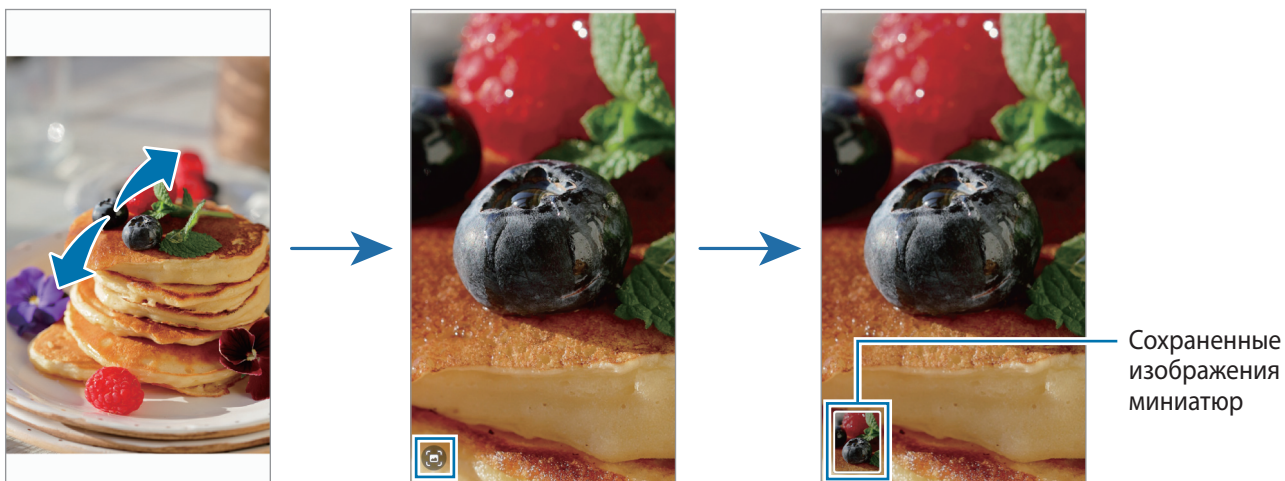 Сохраненные
изображения
миниатюр